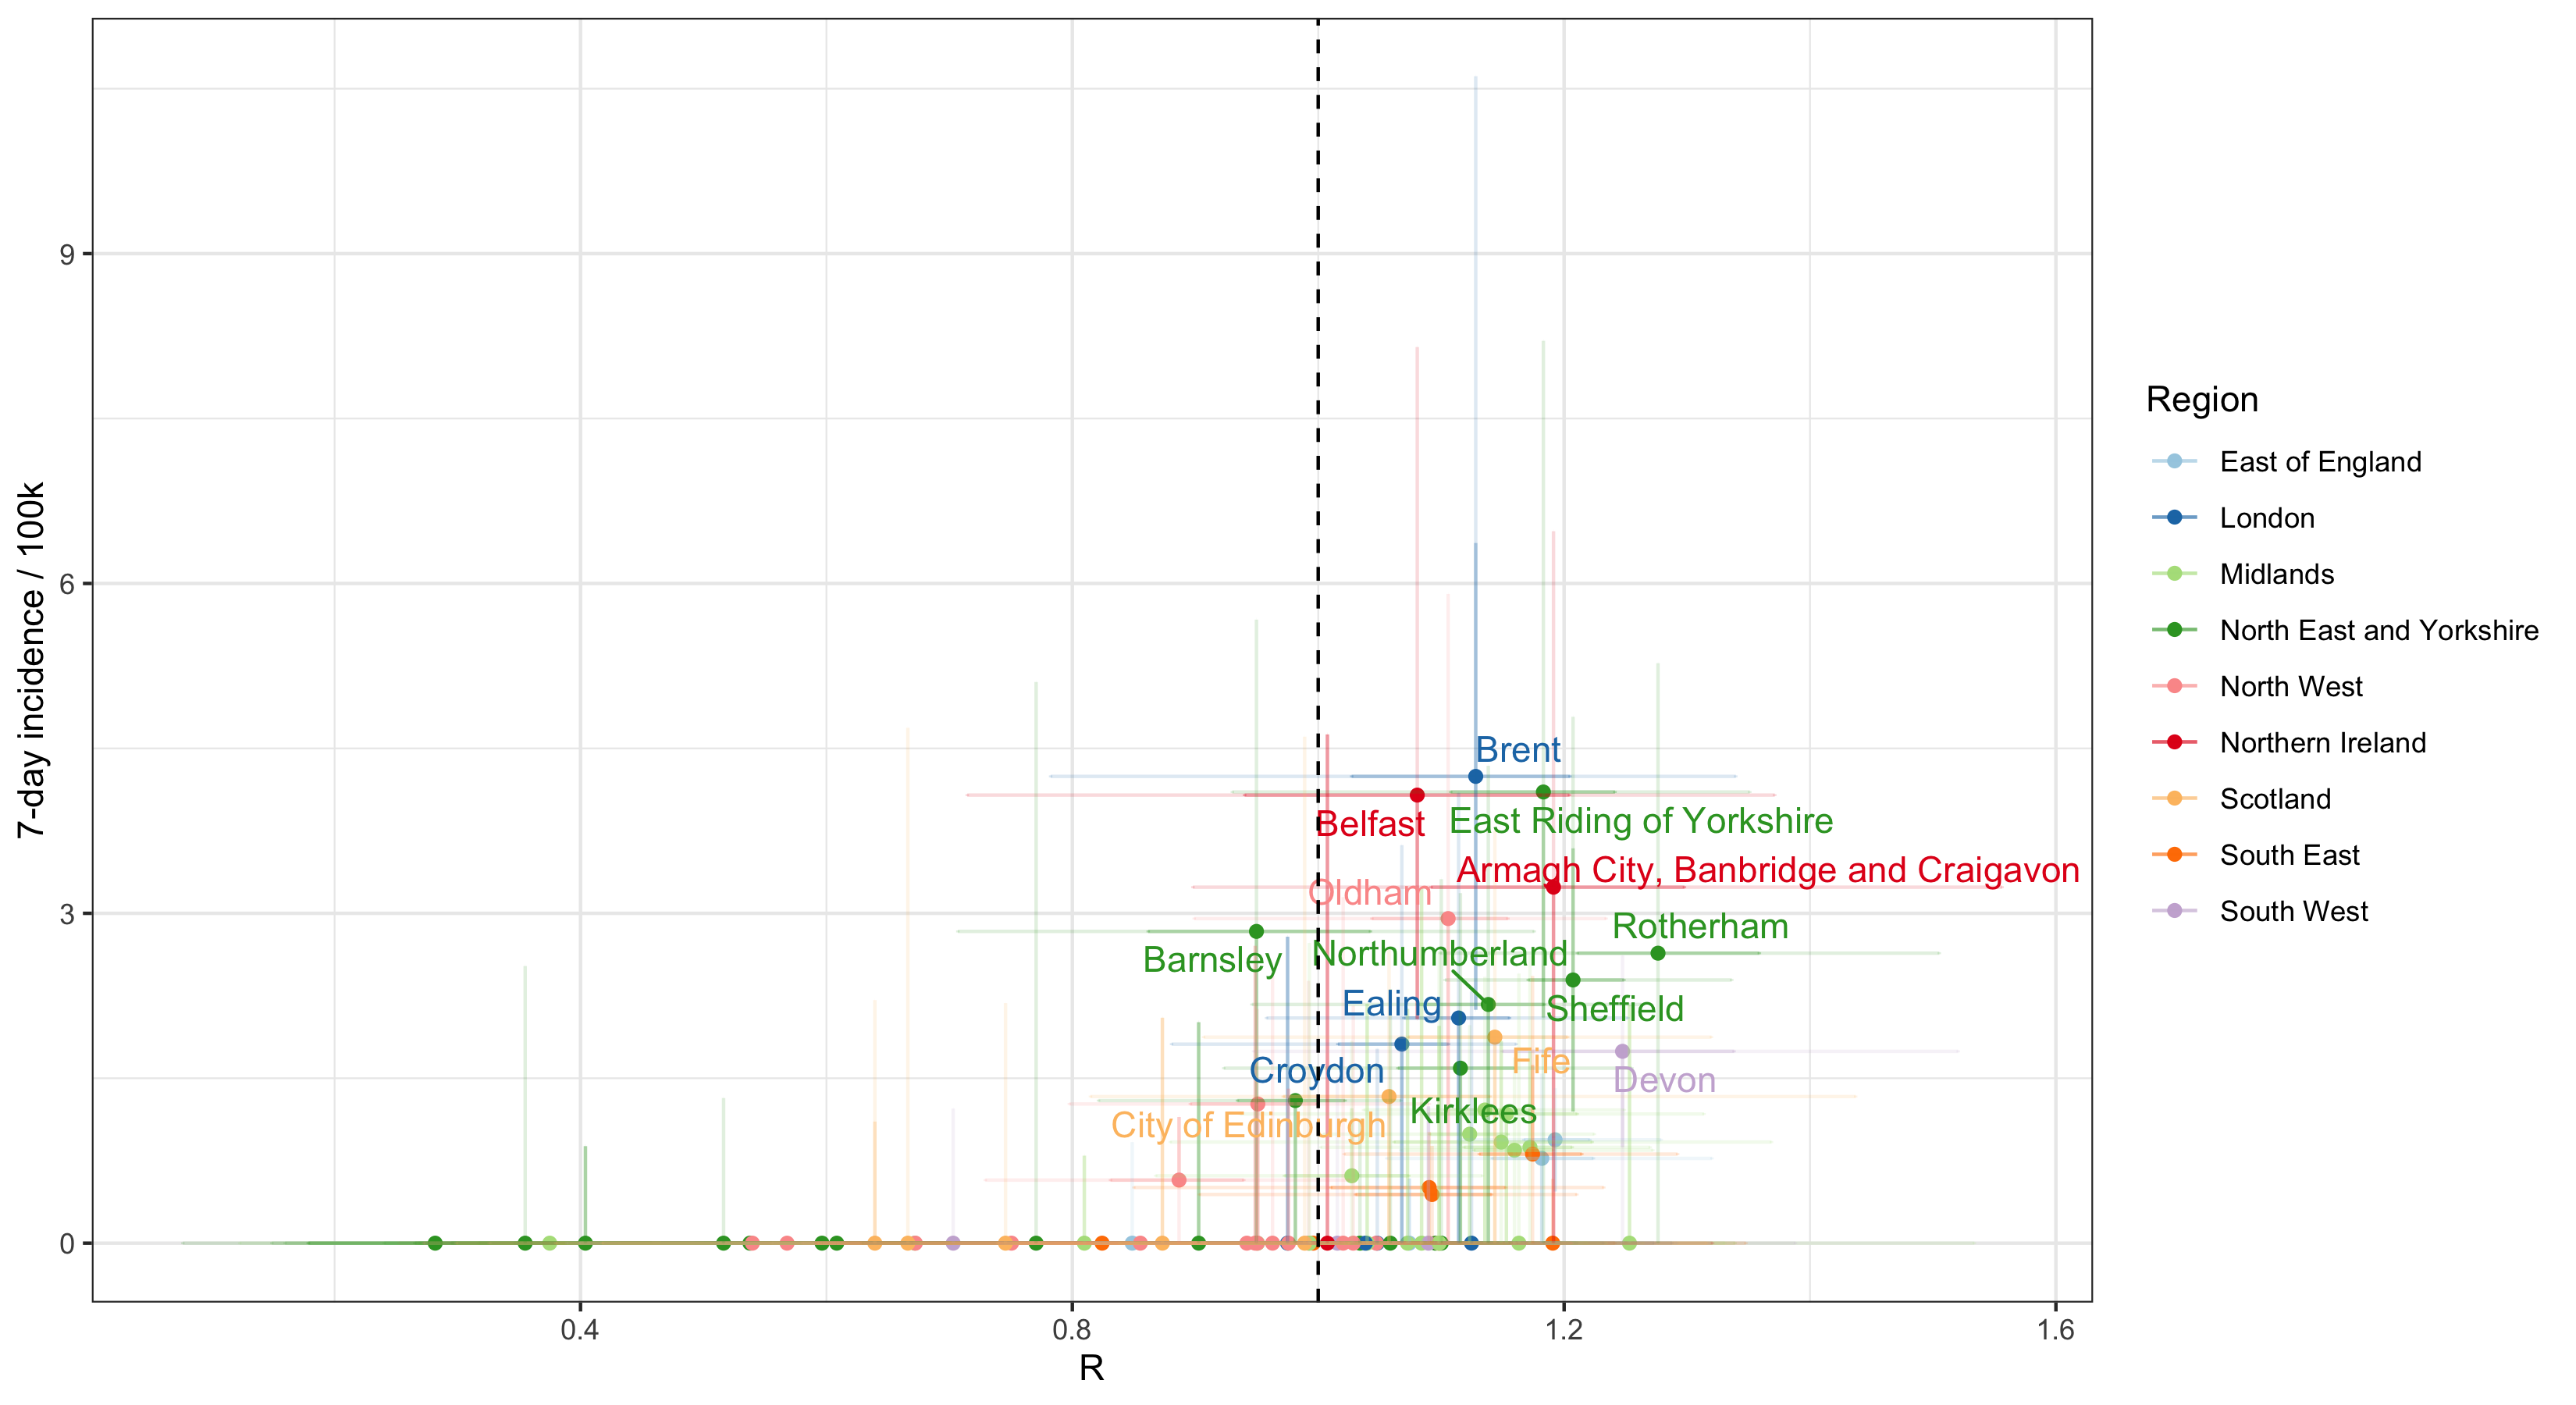 9
6
3
0
7-day incidence / 100k
Brent
Belfast
East Riding of Yorkshire
Armagh City, Banbridge and Craigavon
Oldham
Rotherham
Barnsley
Northumberland
Ealing
Sheffield
Croydon
Fife
Devon
City of Edinburgh
Kirklees
0.4
0.8
1.2
1.6
R
Region
East of England
London
Midlands
North East and Yorkshire
North West
Northern Ireland
Scotland
South East
South West